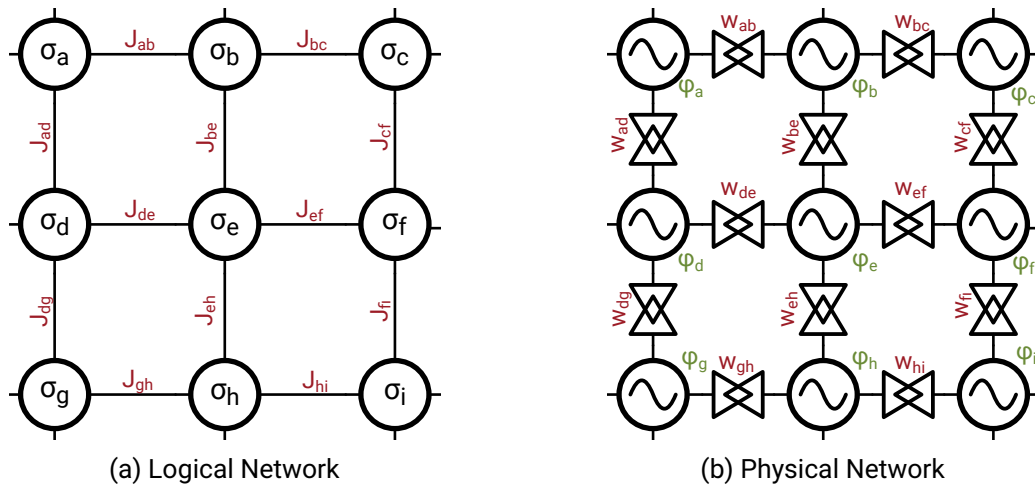 σa Jab σb Jbc σc
Jad Jbe Jcf
σd Jde σe Jef σf
Jdg Jeh Jfi
σg Jgh σh Jhi σi
(a) Logical Network
wab wbc
φa φb φc
wad wbe wcf
wde wef
φd φe φf
wdg weh wfi
φg wgh φh whi φi
(b) Physical Network